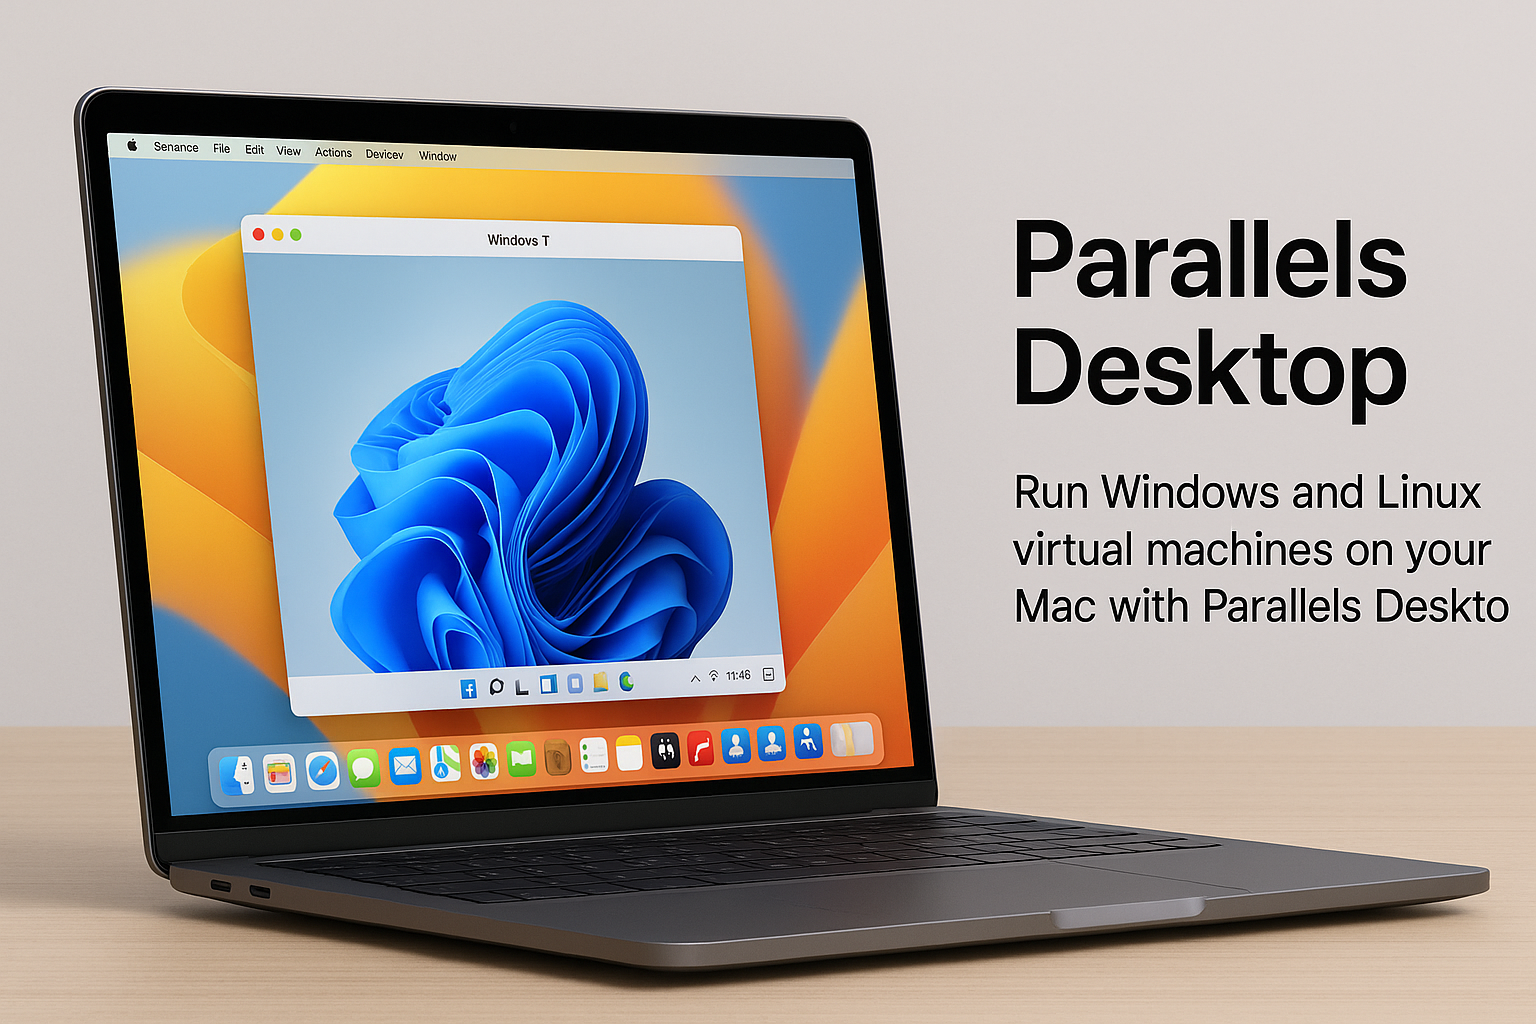 Senance File Edit View Actions Devicev Window
Windovs T
11:46
Parallels
Desktop
Run Windows and Linux
virtual machines on your
Mac with Parallels Deskto